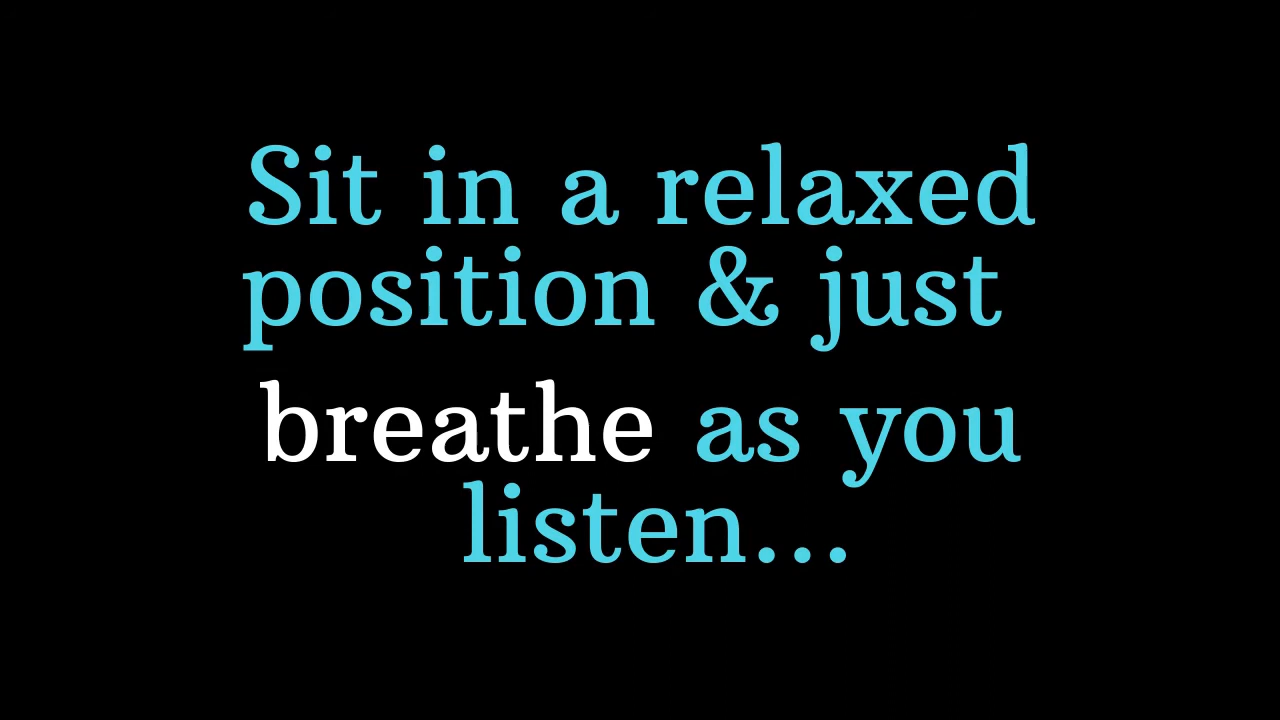 Sit in a relaxed
position & just
breathe as you
listen...